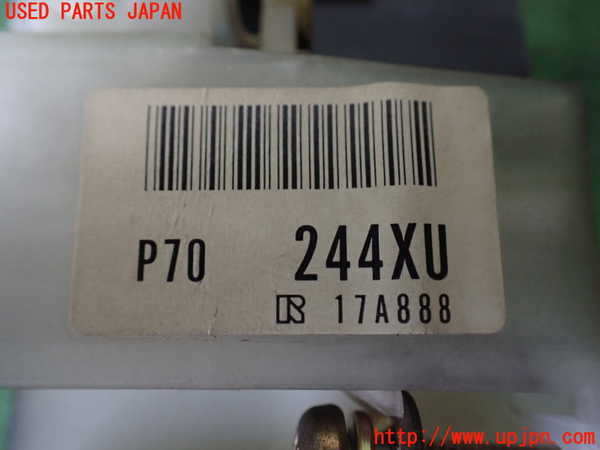 USED PARTS JAPAN
P70 244XU
R 17A888
http://www.upjpn.com/